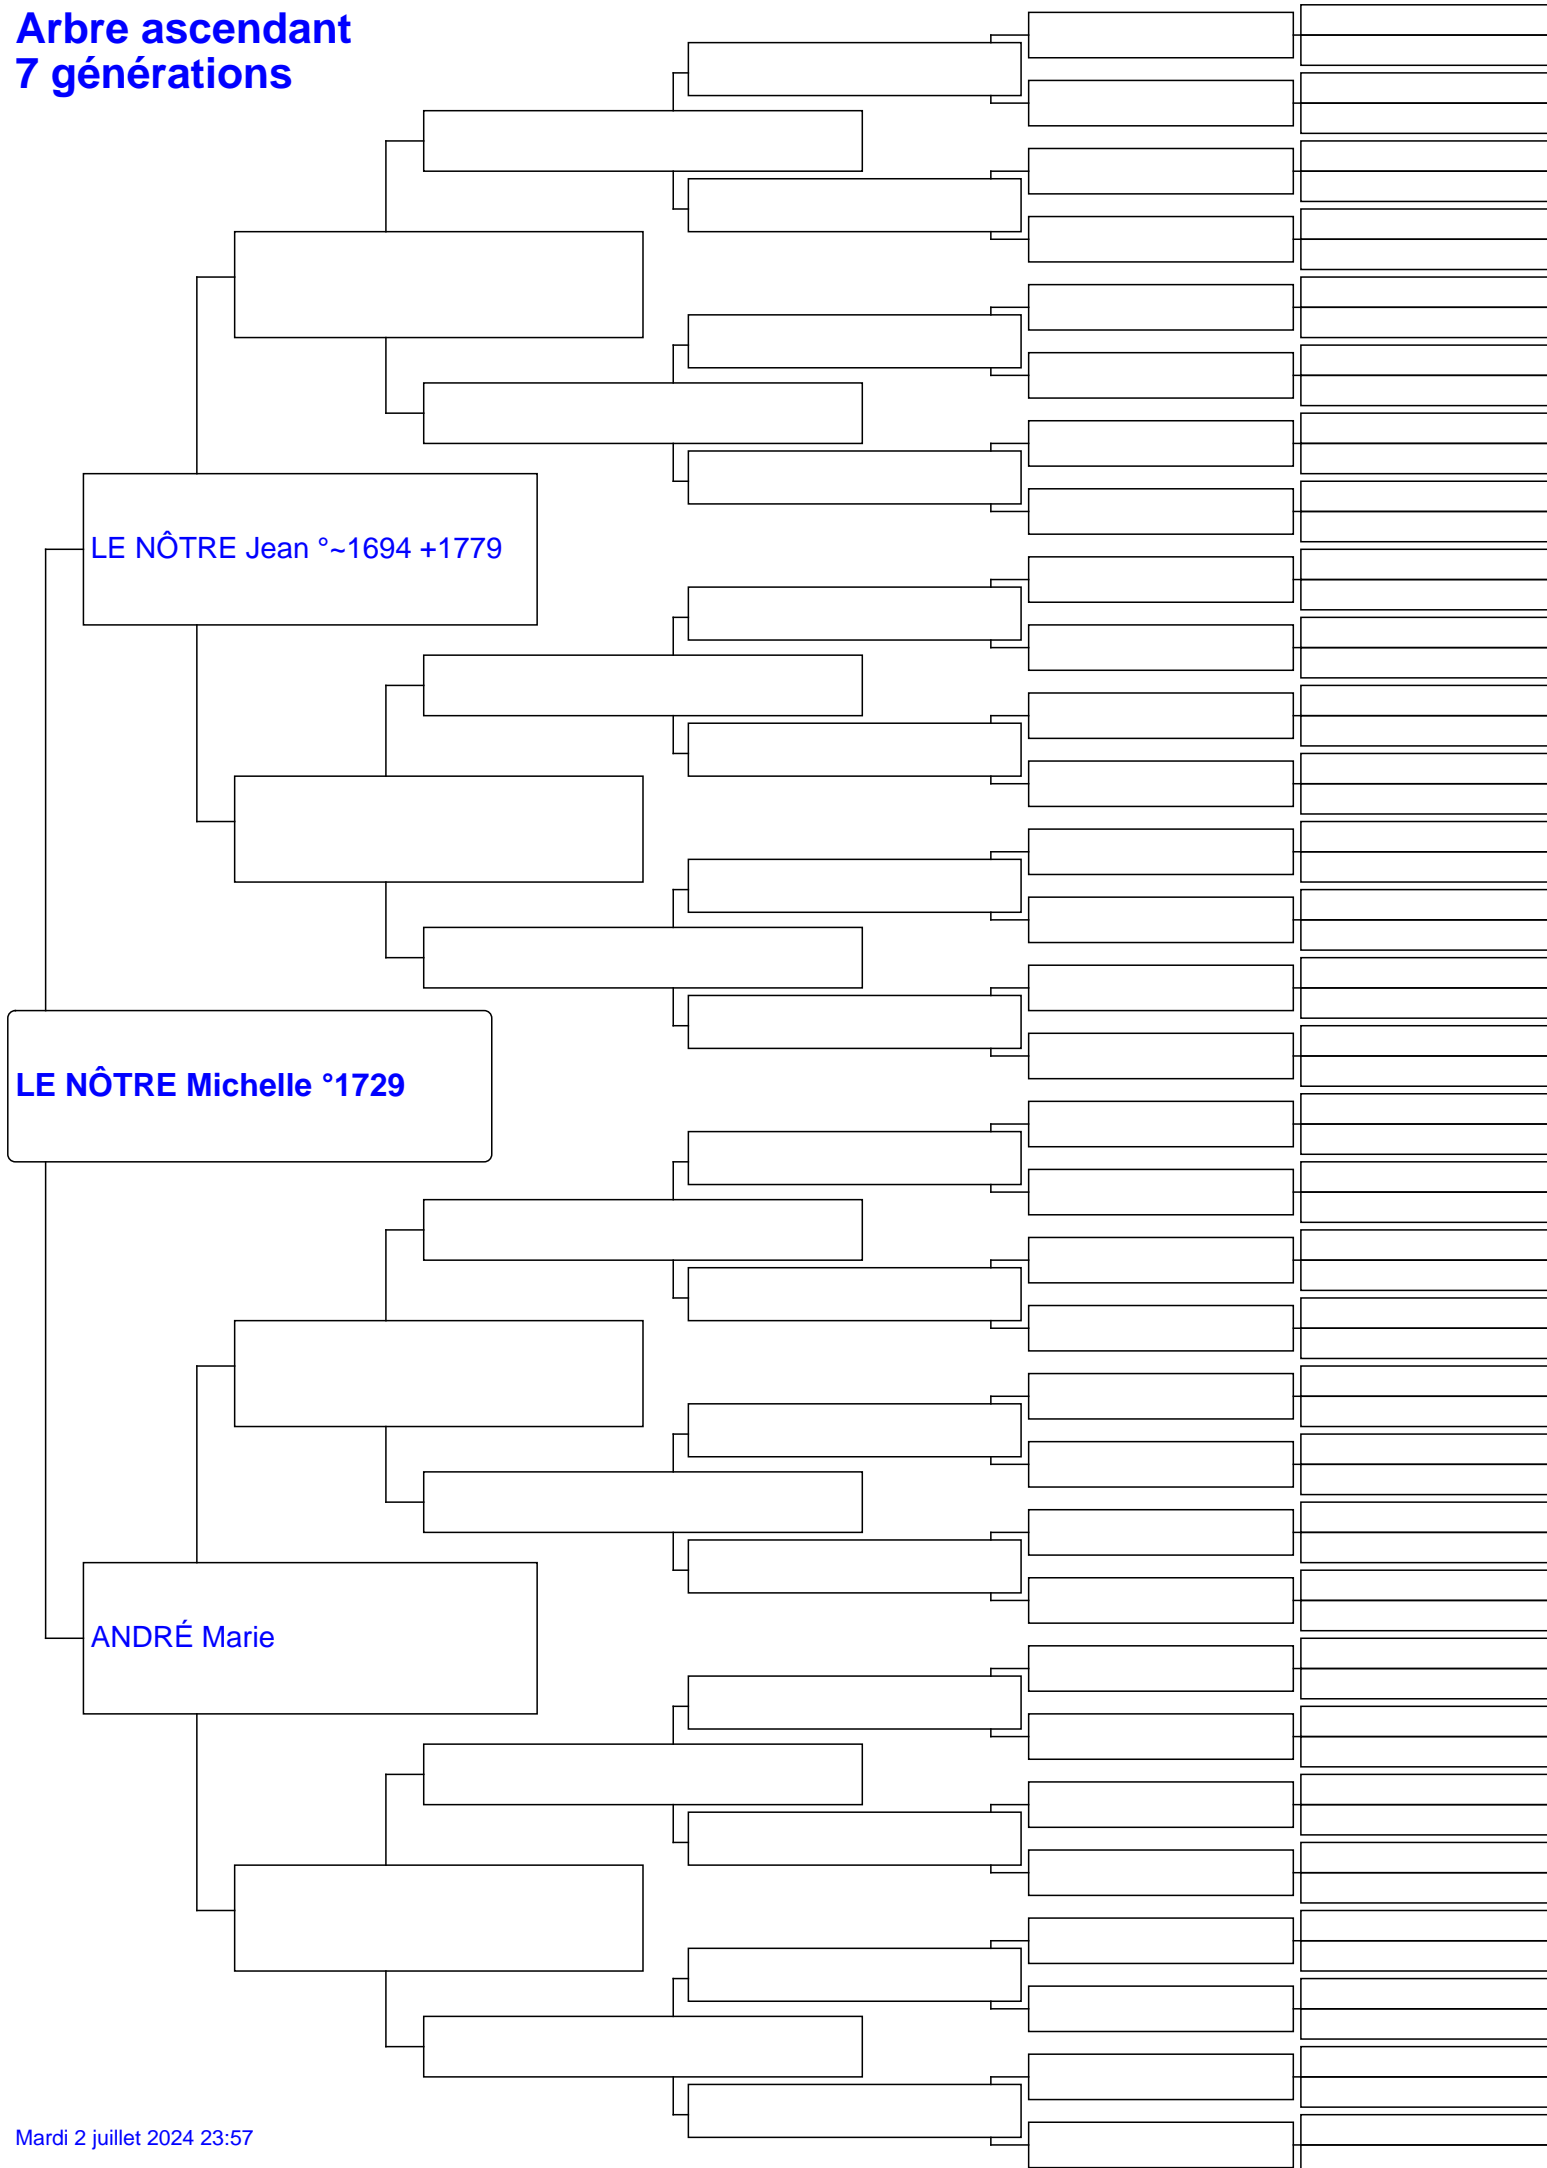 Arbre ascendant
7 générations
LE NÔTRE Jean °~1694 +1779
LE NÔTRE Michelle °1729
ANDRÉ Marie
Mardi 2 juillet 2024 23:57